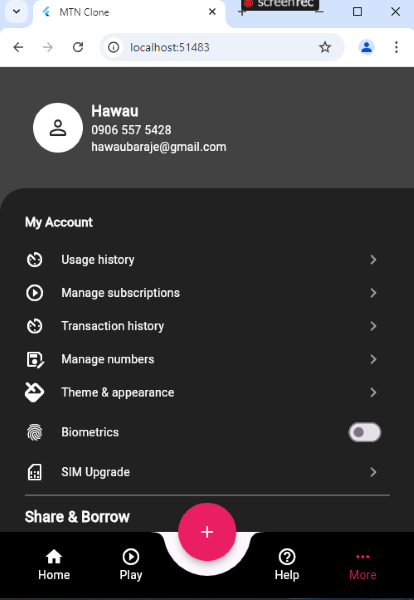 MTN Clone
screenrec
localhost:51483
Hawau
0906 557 5428
hawaubaraje@gmail.com
My Account
Usage history
Manage subscriptions
Transaction history
Manage numbers
Theme & appearance
Biometrics
SIM Upgrade
Share & Borrow
Home
Play
Help
More